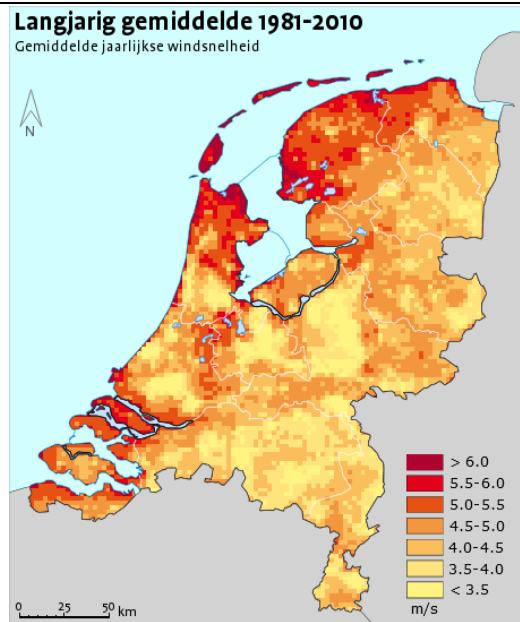 Langjarig gemiddelde 1981-2010
Gemiddelde jaarlijkse windsnelheid
N
> 6.0
5.5-6.0
5.0-5.5
4.5-5.0
4.0-4.5
3.5-4.0
< 3.5
m/s
0 25 50 km